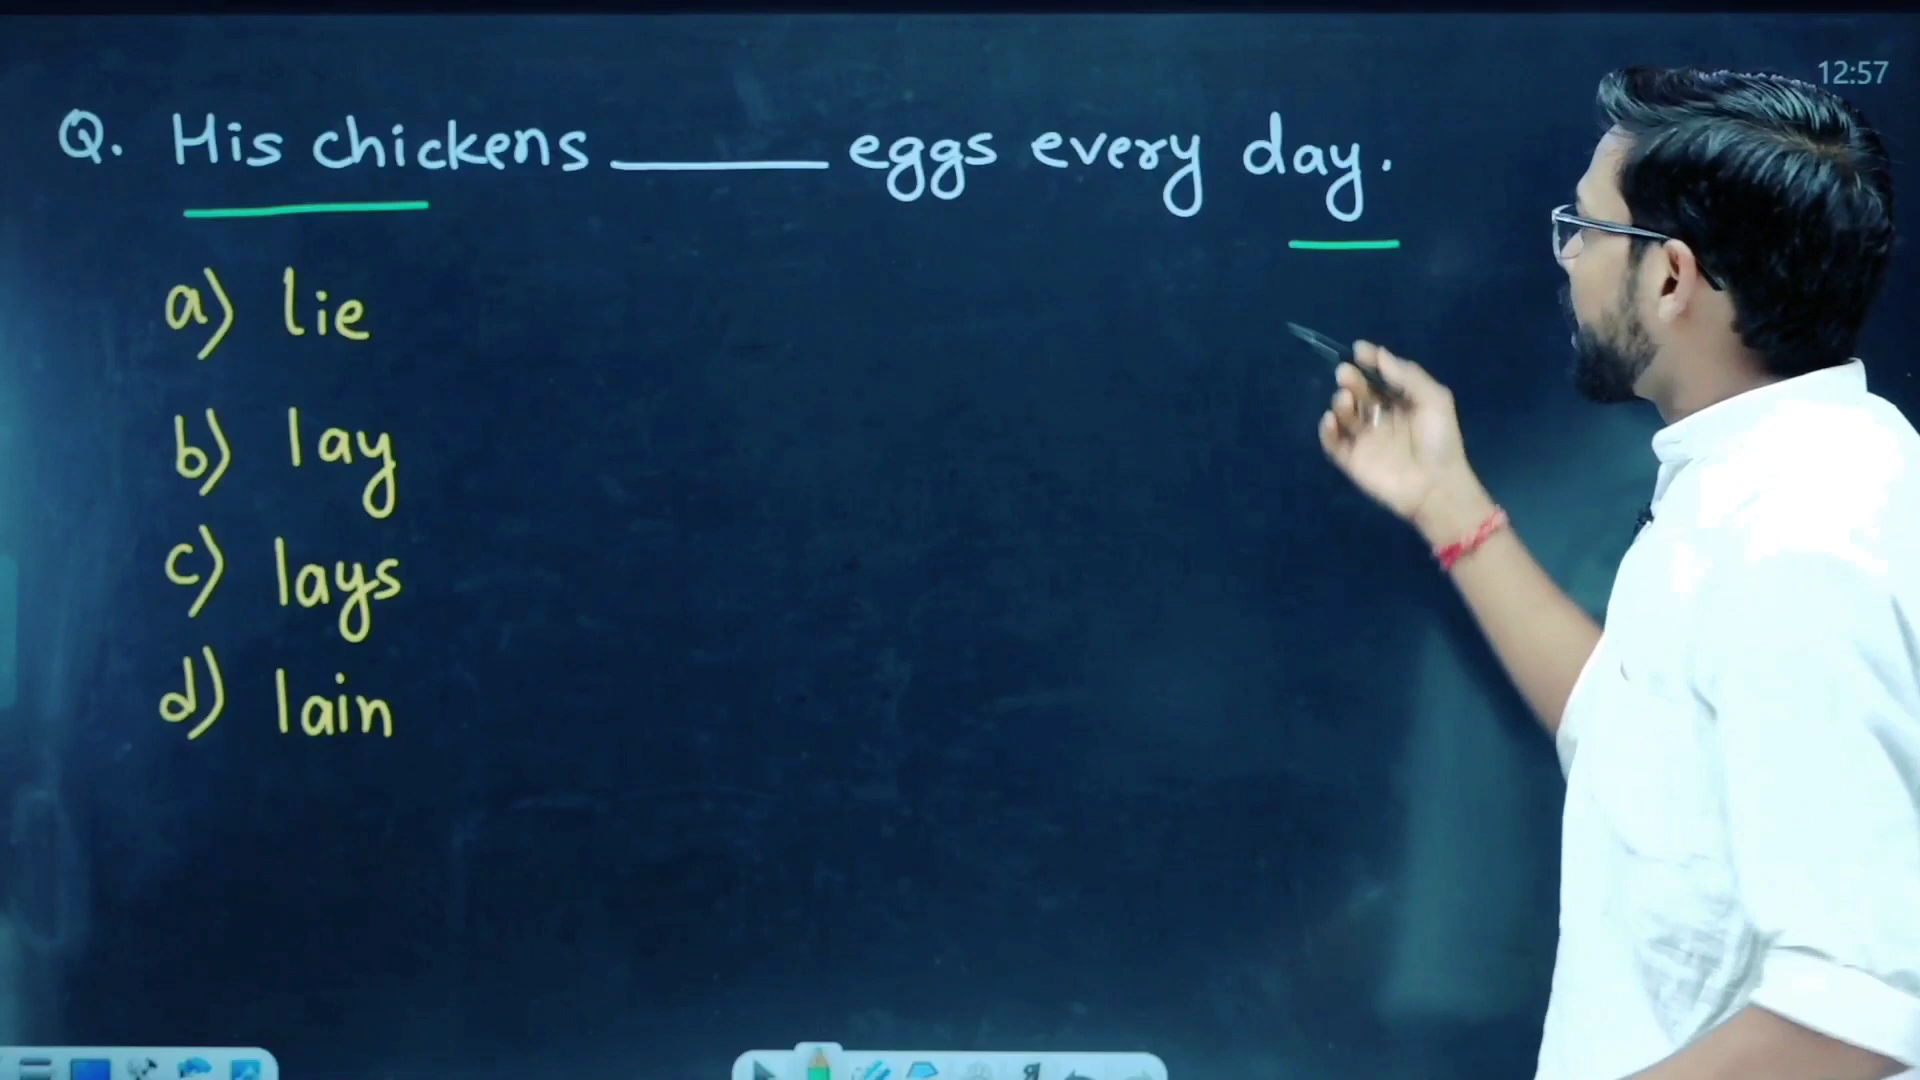 12:57
Q. His chickens _____ eggs every day.
a) lie
b) lay
c) lays
d) lain